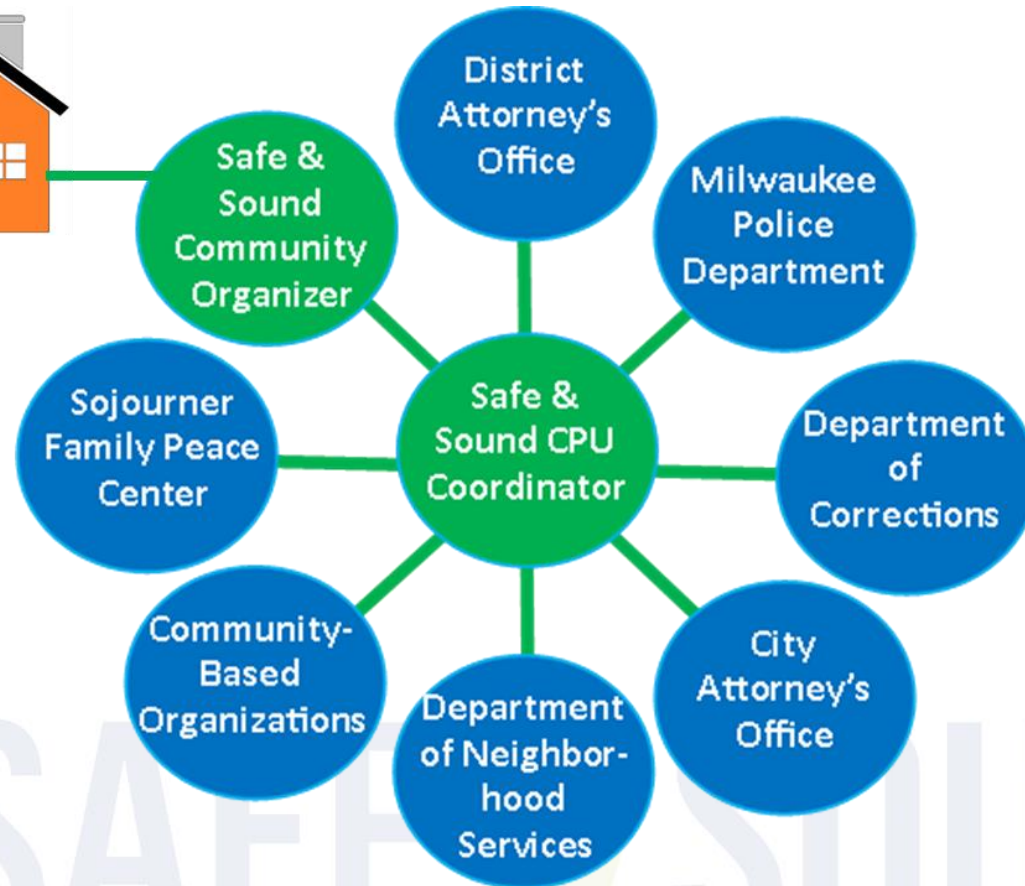 District
Attorney's
Office
Milwaukee
Police
Department
Department
of
Corrections
City
Attorney's
Office
Department
of Neighbor-
hood
Services
Community-
Based
Organizations
Sojourner
Family Peace
Center
Safe &
Sound
Community
Organizer
Safe &
Sound CPU
Coordinator